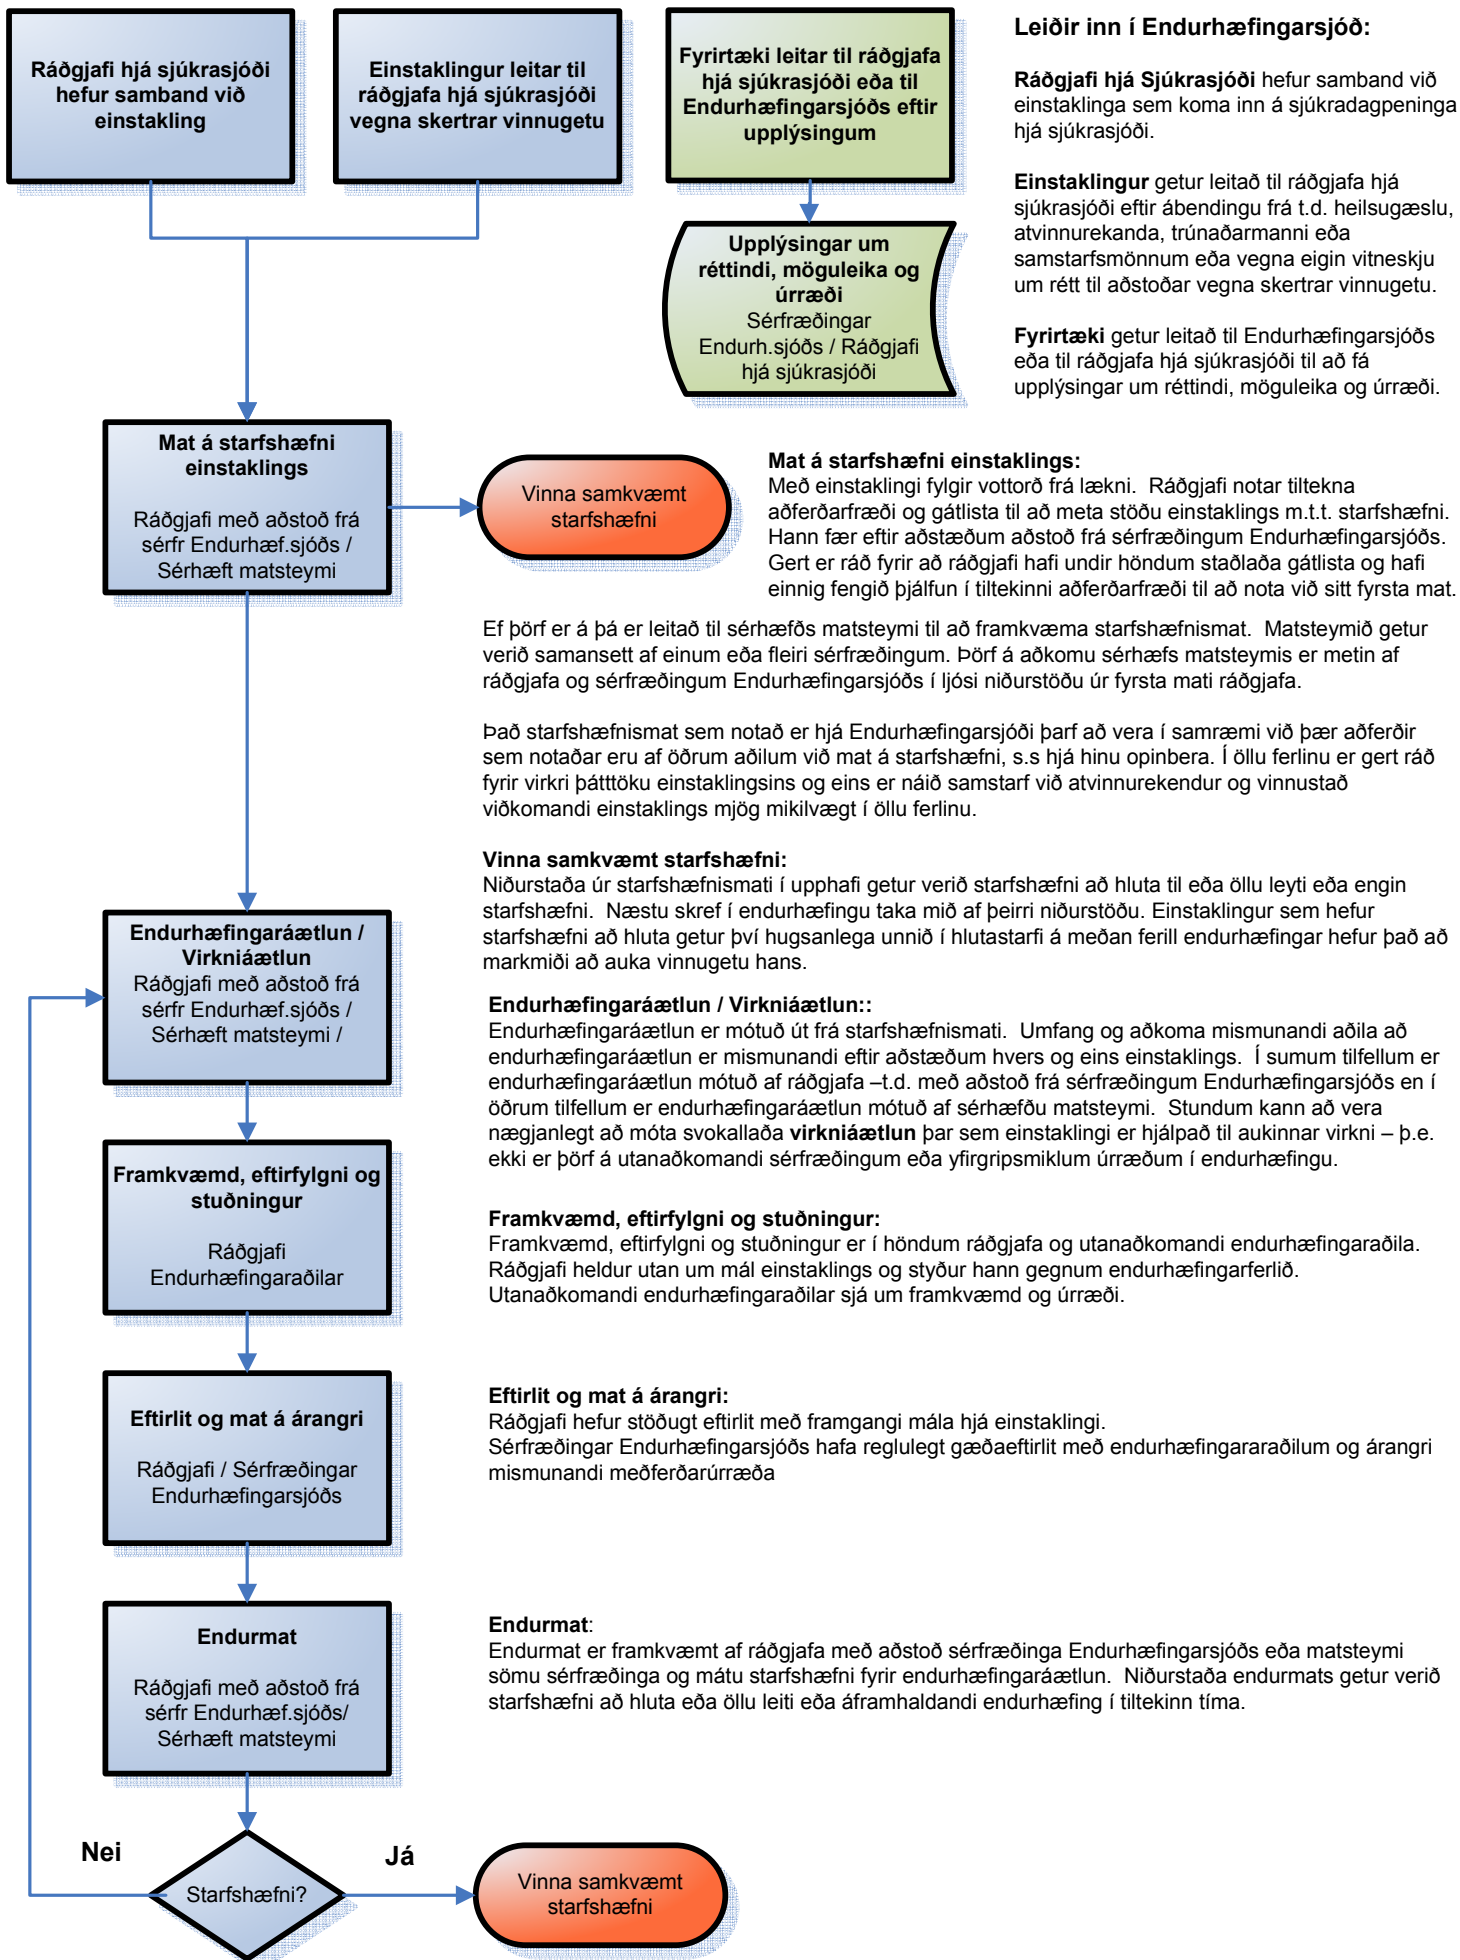 Ráðgjafi hjá sjúkrasjóði
hefur samband við
einstakling
Einstaklingur leitar til
ráðgjafa hjá sjúkrasjóði
vegna skertrar vinnugetu
Fyrirtæki leitar til ráðgjafa
hjá sjúkrasjóði eða til
Endurhæfingarsjóðs eftir
upplýsingum
Upplýsingar um
réttindi, möguleika og
úrræði
Sérfræðingar
Endurh.sjóðs / Ráðgjafi
hjá sjúkrasjóði
Leiðir inn í Endurhæfingarsjóð:
Ráðgjafi hjá Sjúkrasjóði hefur samband við
einstaklinga sem koma inn á sjúkradagpeninga
hjá sjúkrasjóði.
Einstaklingur getur leitað til ráðgjafa hjá
sjúkrasjóði eftir ábendingu frá t.d. heilsugæslu,
atvinnurekanda, trúnaðarmanni eða
samstarfsmönnum eða vegna eigin vitneskju
um rétt til aðstoðar vegna skertrar vinnugetu.
Fyrirtæki getur leitað til Endurhæfingarsjóðs
eða til ráðgjafa hjá sjúkrasjóði til að fá
upplýsingar um réttindi, möguleika og úrræði.
Mat á starfshæfni
einstaklings
Ráðgjafi með aðstoð frá
sérfr Endurhæf.sjóðs /
Sérhæft matsteymi
Vinna samkvæmt
starfshæfni
Mat á starfshæfni einstaklings:
Með einstaklingi fylgir vottorð frá lækni.  Ráðgjafi notar tiltekna
aðferðarfræði og gátlista til að meta stöðu einstaklings m.t.t. starfshæfni.
Hann fær eftir aðstæðum aðstoð frá sérfræðingum Endurhæfingarsjóðs.
Gert er ráð fyrir að ráðgjafi hafi undir höndum staðlaða gátlista og hafi
einnig fengið þjálfun í tiltekinni aðferðarfræði til að nota við sitt fyrsta mat.
Ef þörf er á þá er leitað til sérhæfðs matsteymi til að framkvæma starfshæfnismat.  Matsteymið getur
verið samansett af einum eða fleiri sérfræðingum. Þörf á aðkomu sérhæfs matsteymis er metin af
ráðgjafa og sérfræðingum Endurhæfingarsjóðs í ljósi niðurstöðu úr fyrsta mati ráðgjafa.
Það starfshæfnismat sem notað er hjá Endurhæfingarsjóði þarf að vera í samræmi við þær aðferðir
sem notaðar eru af öðrum aðilum við mat á starfshæfni, s.s hjá hinu opinbera. Í öllu ferlinu er gert ráð
fyrir virkri þátttöku einstaklingsins og eins er náið samstarf við atvinnurekendur og vinnustað
viðkomandi einstaklings mjög mikilvægt í öllu ferlinu.
Vinna samkvæmt starfshæfni:
Niðurstaða úr starfshæfnismati í upphafi getur verið starfshæfni að hluta til eða öllu leyti eða engin
starfshæfni.  Næstu skref í endurhæfingu taka mið af þeirri niðurstöðu. Einstaklingur sem hefur
starfshæfni að hluta getur því hugsanlega unnið í hlutastarfi á meðan ferill endurhæfingar hefur það að
markmiði að auka vinnugetu hans.
Endurhæfingaráætlun /
Virkniáætlun
Ráðgjafi með aðstoð frá
sérfr Endurhæf.sjóðs /
Sérhæft matsteymi /
Endurhæfingaráætlun / Virkniáætlun::
Endurhæfingaráætlun er mótuð út frá starfshæfnismati.  Umfang og aðkoma mismunandi aðila að
endurhæfingaráætlun er mismunandi eftir aðstæðum hvers og eins einstaklings.  Í sumum tilfellum er
endurhæfingaráætlun mótuð af ráðgjafa –t.d. með aðstoð frá sérfræðingum Endurhæfingarsjóðs en í
öðrum tilfellum er endurhæfingaráætlun mótuð af sérhæfðu matsteymi.  Stundum kann að vera
nægjanlegt að móta svokallaða virkniáætlun þar sem einstaklingi er hjálpað til aukinnar virkni – þ.e.
ekki er þörf á utanaðkomandi sérfræðingum eða yfirgripsmiklum úrræðum í endurhæfingu.
Framkvæmd, eftirfylgni og
stuðningur
Ráðgjafi
Endurhæfingaraðilar
Framkvæmd, eftirfylgni og stuðningur:
Framkvæmd, eftirfylgni og stuðningur er í höndum ráðgjafa og utanaðkomandi endurhæfingaraðila.
Ráðgjafi heldur utan um mál einstaklings og styður hann gegnum endurhæfingarferlið.
Utanaðkomandi endurhæfingaraðilar sjá um framkvæmd og úrræði.
Eftirlit og mat á árangri
Ráðgjafi / Sérfræðingar
Endurhæfingarsjóðs
Eftirlit og mat á árangri:
Ráðgjafi hefur stöðugt eftirlit með framgangi mála hjá einstaklingi.
Sérfræðingar Endurhæfingarsjóðs hafa reglulegt gæðaeftirlit með endurhæfingararaðilum og árangri
mismunandi meðferðarúrræða
Endurmat
Ráðgjafi með aðstoð frá
sérfr Endurhæf.sjóðs/
Sérhæft matsteymi
Endurmat:
Endurmat er framkvæmt af ráðgjafa með aðstoð sérfræðinga Endurhæfingarsjóðs eða matsteymi
sömu sérfræðinga og mátu starfshæfni fyrir endurhæfingaráætlun.  Niðurstaða endurmats getur verið
starfshæfni að hluta eða öllu leiti eða áframhaldandi endurhæfing í tiltekinn tíma.
Nei
Starfshæfni?
Já
Vinna samkvæmt
starfshæfni